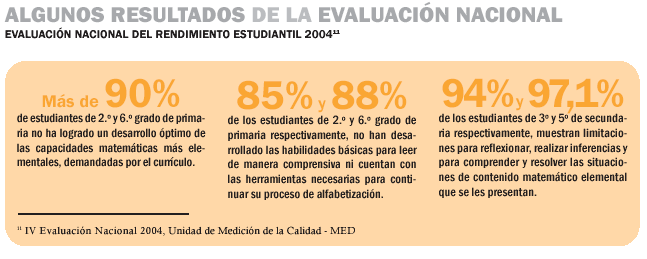 ALGUNOS RESULTADOS DE LA EVALUACIÓN NACIONAL
EVALUACIÓN NACIONAL DEL RENDIMIENTO ESTUDIANTIL 2004¹¹
Más de 90%
de estudiantes de 2.º y 6.º grado de prima-
ria no ha logrado un desarrollo óptimo de
las capacidades matemáticas más ele-
mentales, demandadas por el currículo.
85% y 88%
de los estudiantes de 2.º y 6.º grado de
primaria respectivamente, no han desa-
rrollado las habilidades básicas para leer
de manera comprensiva ni cuentan con
las herramientas necesarias para conti-
nuar su proceso de alfabetización.
94% y 97,1%
de los estudiantes de 3º y 5º de secunda-
ria respectivamente, muestran limitacio-
nes para reflexionar, realizar inferencias y
para comprender y resolver las situacio-
nes de contenido matemático elemental
que se les presentan.
¹¹ IV Evaluación Nacional 2004, Unidad de Medición de la Calidad - MED